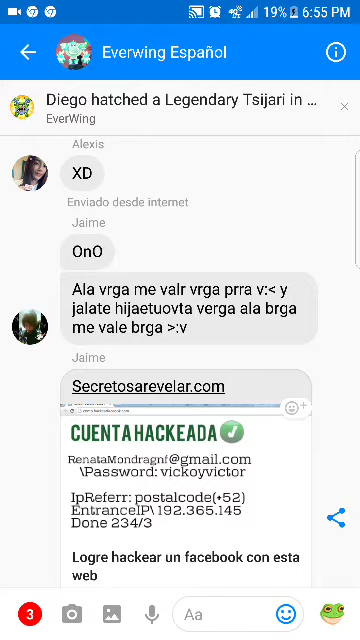 19% 6:55 PM
Everwing Español
Diego hatched a Legendary Tsijari in ...
EverWing
Alexis
XD
Enviado desde internet
Jaime
OnO
Ala vrga me valr vrga prra v:< y
jalate hijaetuovta verga ala brga
me vale brga >:v
Jaime
Secretosarevelar.com
CUENTA HACKEADA
RenataMondragnf@gmail.com
\Password: vickoyvictor
IpReferr: postalcode(+52)
EntranceIP\ 192.365.145
Done 234/3
Logre hackear un facebook con esta
web
3
Aa